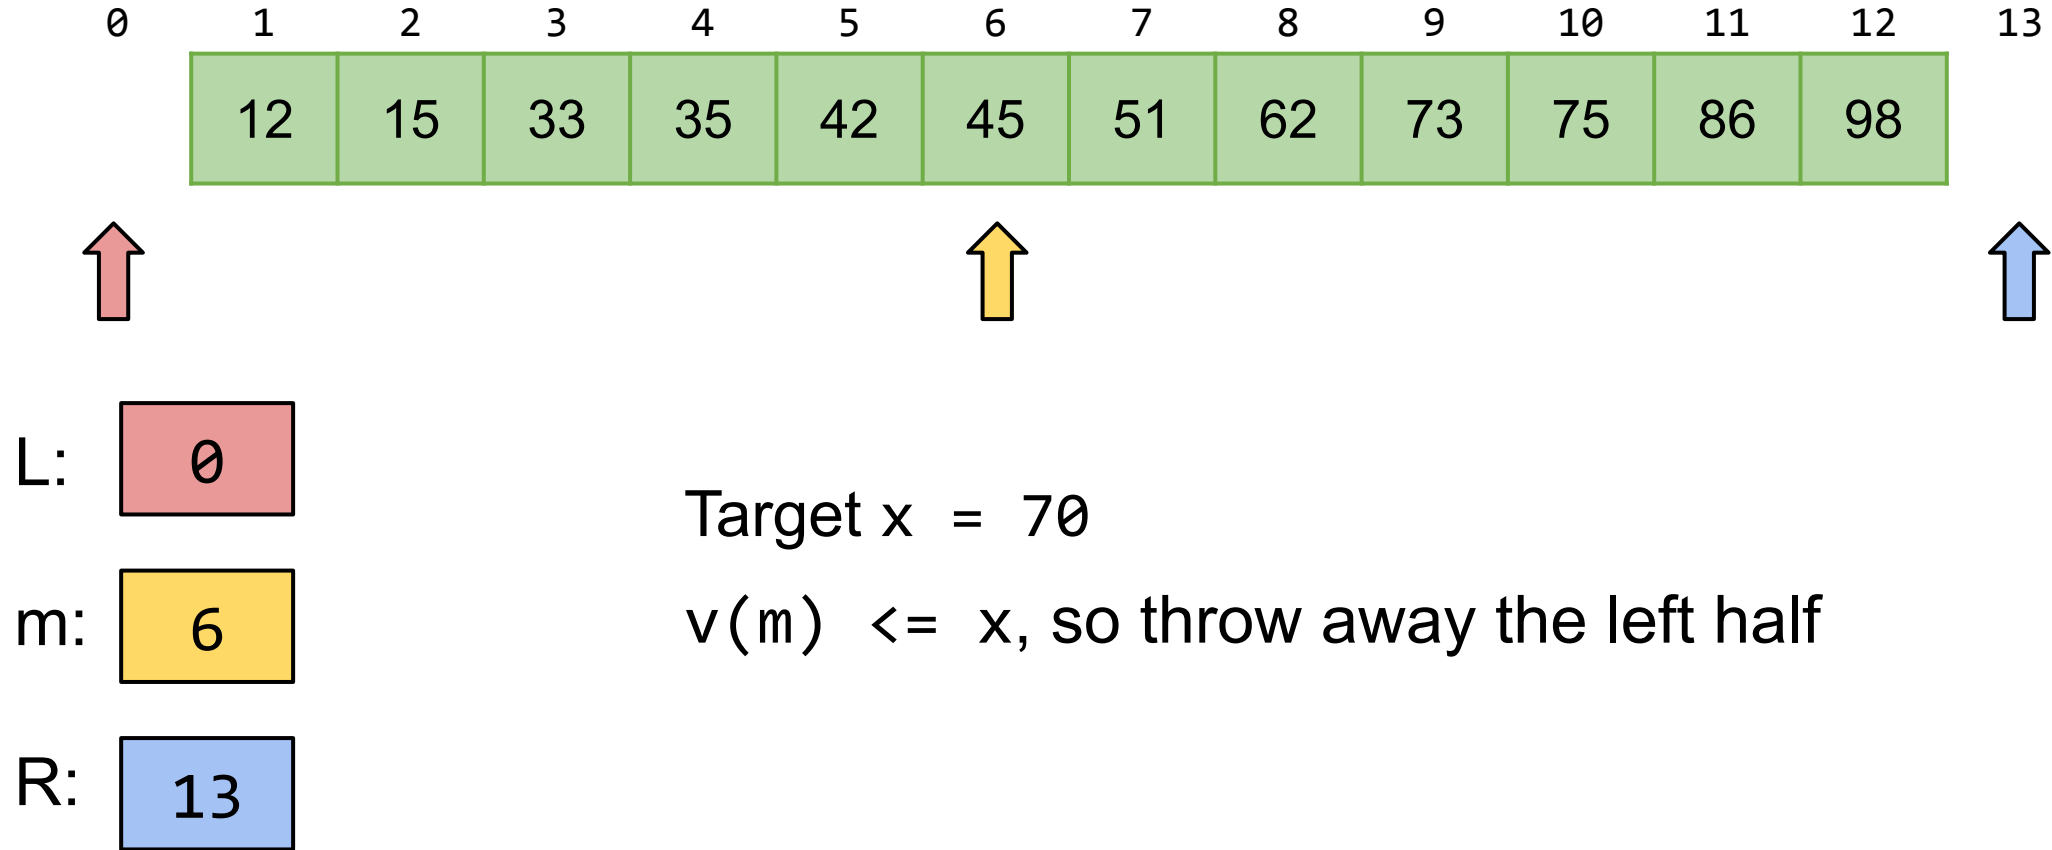 0 1 2 3 4 5 6 7 8 9 10 11 12 13
12 15 33 35 42 45 51 62 73 75 86 98
L: 0
Target x = 70
m: 6
v(m) <= x, so throw away the left half
R: 13